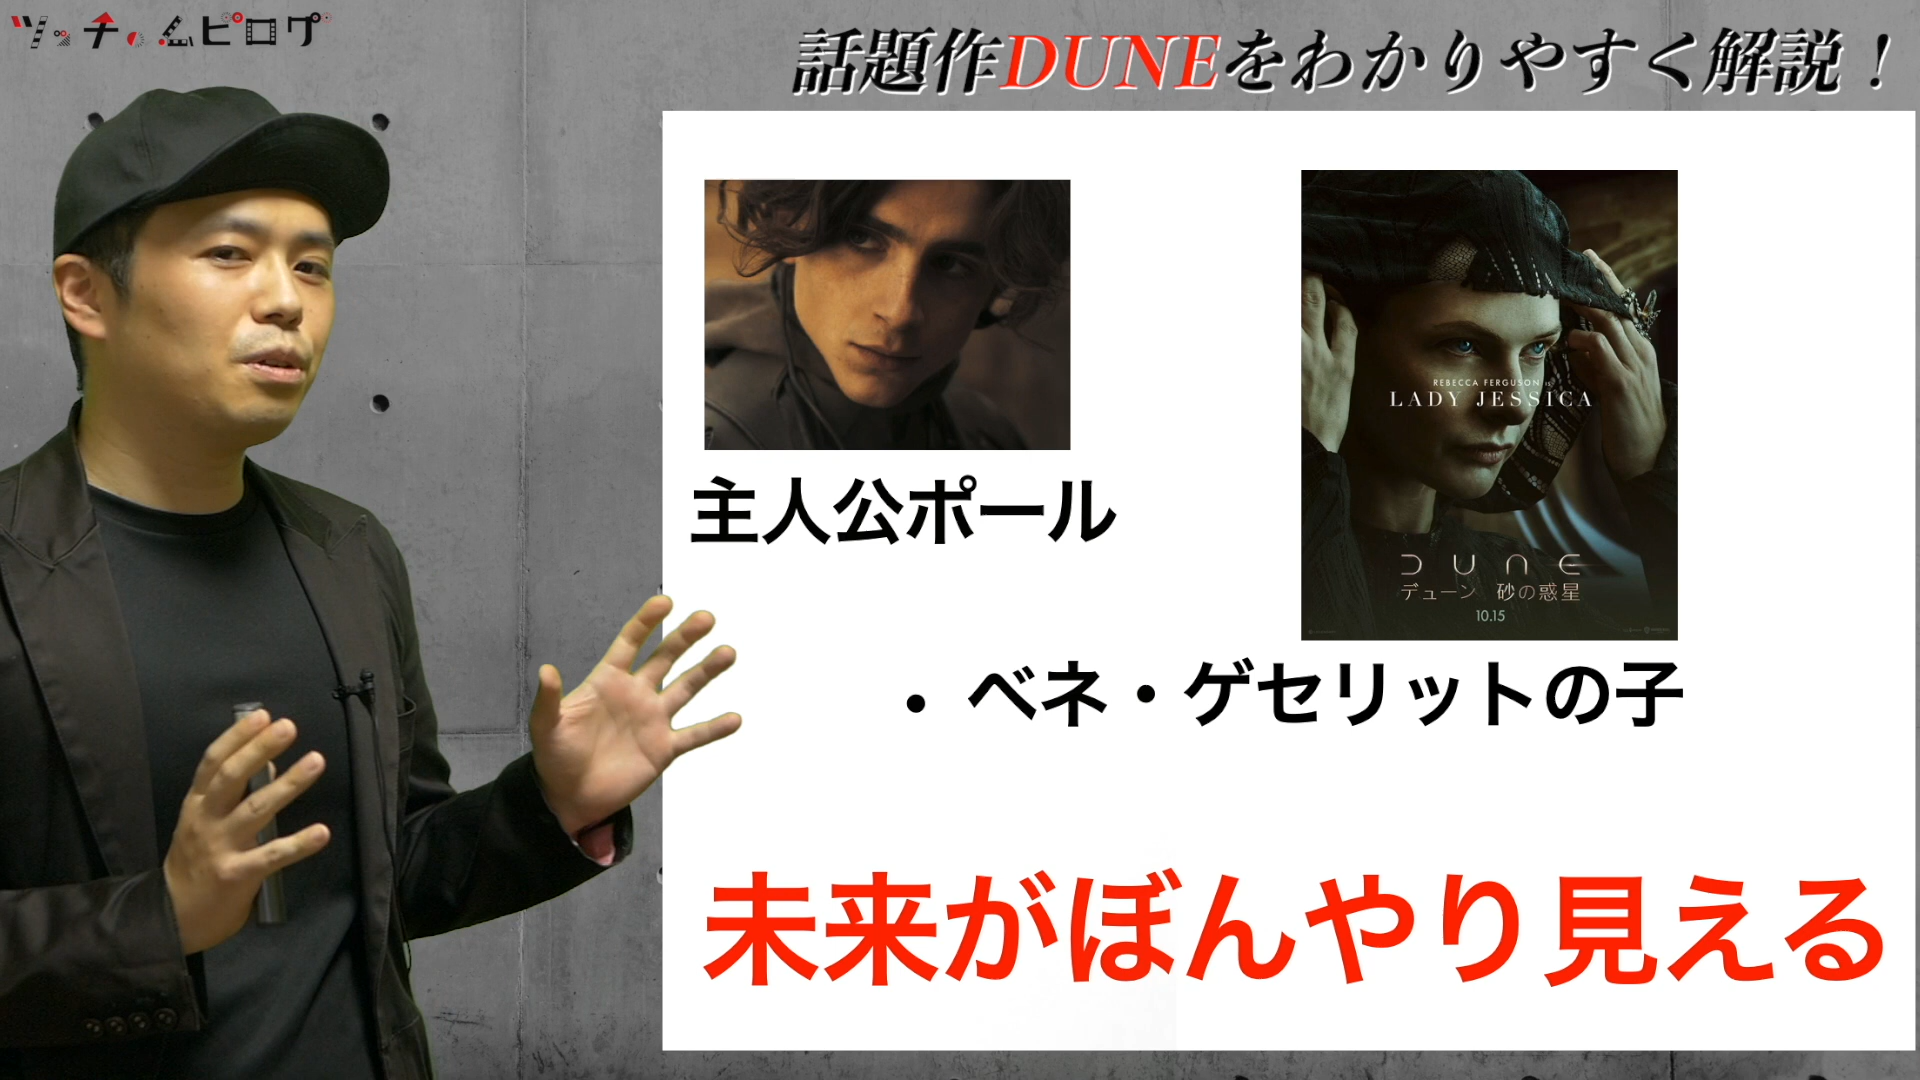 ツッチのムビログ
話題作DUNEをわかりやすく解説！
REBECCA FERGUSON is
LADY JESSICA
DUNE
デューン 砂の惑星
10.15
主人公ポール
・ベネ・ゲセリットの子
未来がぼんやり見える